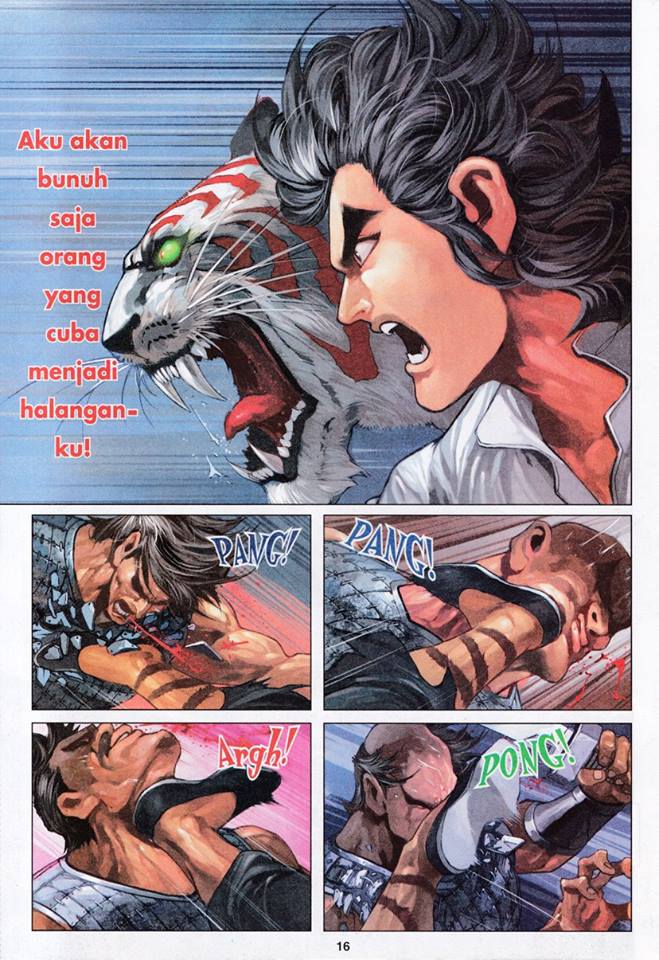 Aku akan
bunuh
saja
orang
yang
cuba
menjadi
halangan-
ku!
PANG!
PANG!
Argh!
PONG!
16